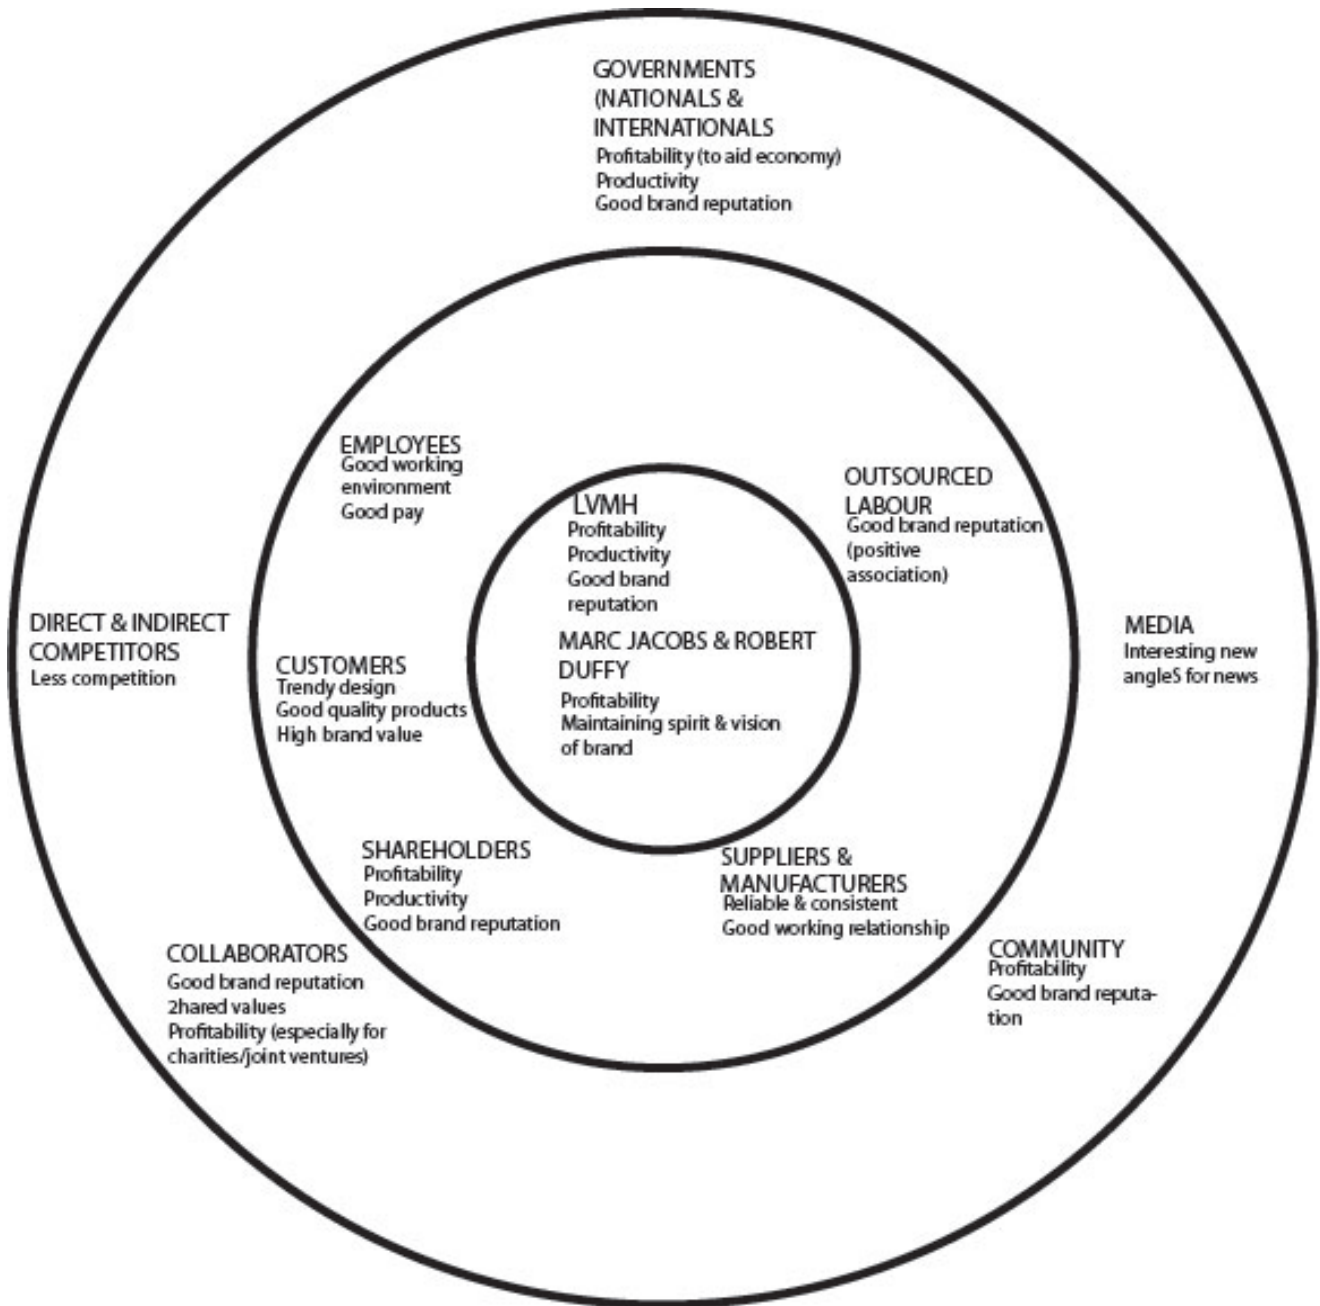 GOVERNMENTS
(NATIONALS &
INTERNATIONALS
Profitability (to aid economy)
Productivity
Good brand reputation
EMPLOYEES
Good working
environment
Good pay
LVMH
Profitability
Productivity
Good brand
reputation
OUTSOURCED
LABOUR
Good brand reputation
(positive
association)
DIRECT & INDIRECT
COMPETITORS
Less competition
CUSTOMERS
Trendy design
Good quality products
High brand value
MARC JACOBS & ROBERT
DUFFY
Profitability
Maintaining spirit & vision
of brand
MEDIA
Interesting new
angleS for news
SHAREHOLDERS
Profitability
Productivity
Good brand reputation
SUPPLIERS &
MANUFACTURERS
Reliable & consistent
Good working relationship
COLLABORATORS
Good brand reputation
2hared values
Profitability (especially for
charities/joint ventures)
COMMUNITY
Profitability
Good brand reputa-
tion